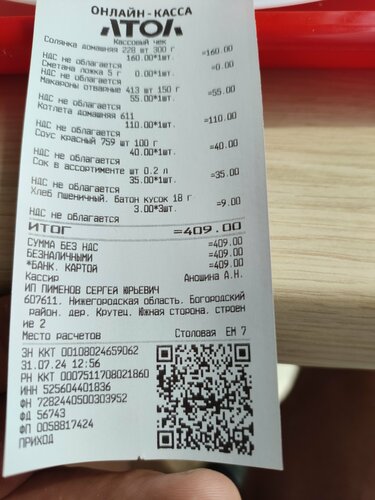 ОНЛАЙН-КАССА
АТОЛ
Кассовый чек
Солянка домашняя 228 шт 300 г
160.00*1шт. =160.00
НДС не облагается
Сметана ложка 5 г
0.00*1шт. =0.00
НДС не облагается
Макароны отварные 413 шт 150 г
55.00*1шт. =55.00
НДС не облагается
Котлета домашняя 611
110.00*1шт. =110.00
НДС не облагается
Соус красный 759 шт 100 г
40.00*1шт. =40.00
НДС не облагается
Сок в ассортименте шт 0.2 л
35.00*1шт. =35.00
НДС не облагается
Хлеб пшеничный. батон кусок 18 г
3.00*3шт. =9.00
НДС не облагается
ИТОГ =409.00
СУММА БЕЗ НДС =409.00
БЕЗНАЛИЧНЫМИ =409.00
*БАНК. КАРТОЙ =409.00
Кассир Аношина А.Н.
ИП ПИМЕНОВ СЕРГЕЙ ЮРЬЕВИЧ
607611. Нижегородская область. Богородский
район. дер. Крутец. Южная сторона. строен
ие 2
Место расчетов Столовая ЕМ 7
ЗН ККТ 00108024659062
31.07.24 12:56
РН ККТ 0007511708021860
ИНН 525604401836
ФН 7282440500303952
ФД 56743
ФП 0058817424
ПРИХОД